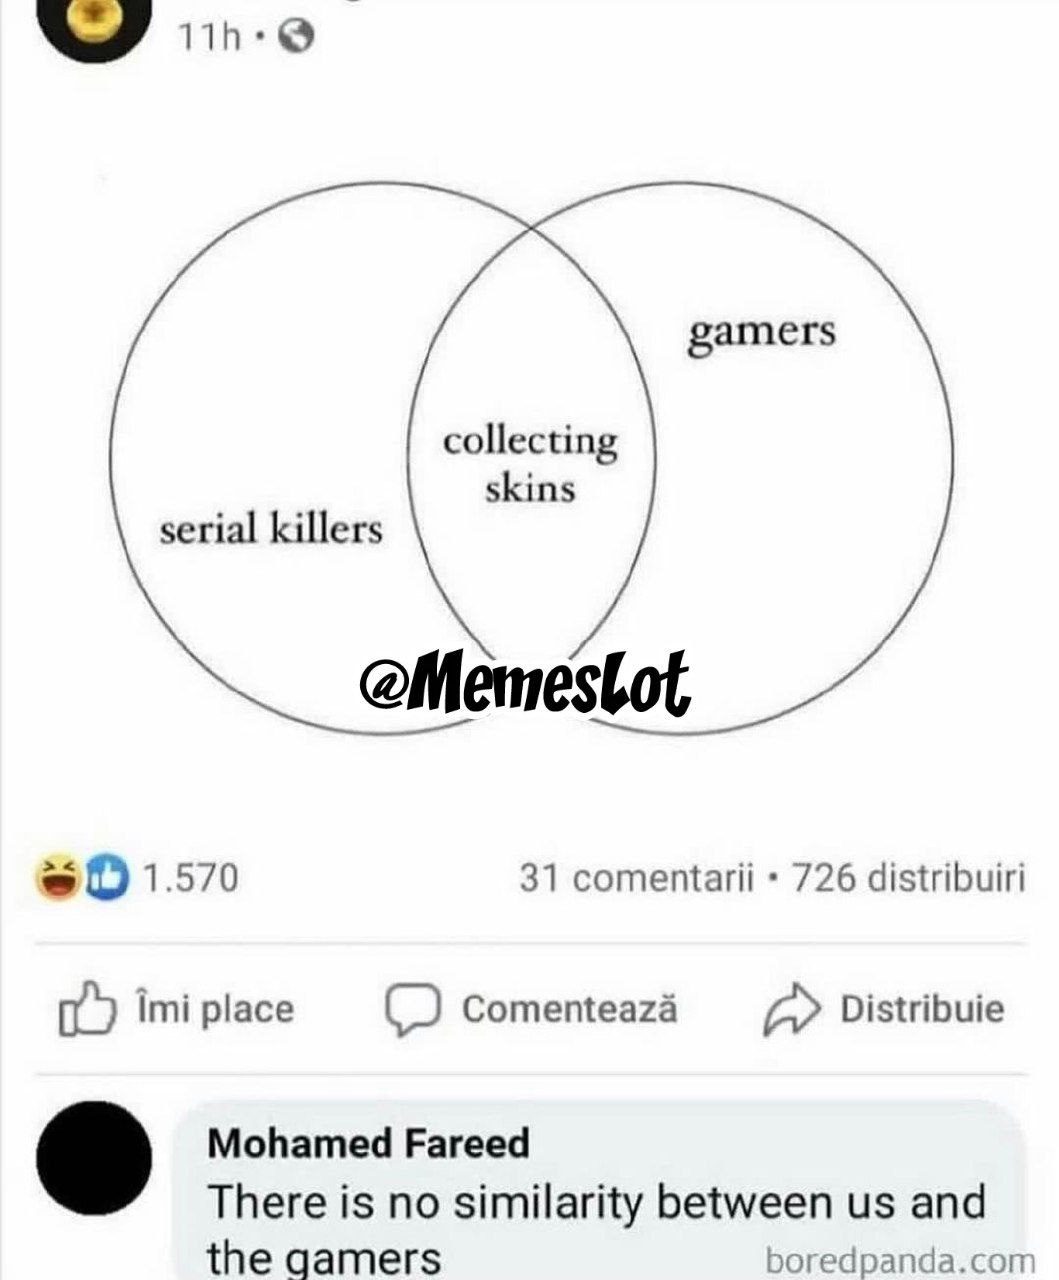 11h
gamers
collecting
skins
serial killers
@MemesLot
1.570
31 comentarii • 726 distribuiri
Îmi place
Comentează
Distribuie
Mohamed Fareed
There is no similarity between us and
the gamers
boredpanda.com